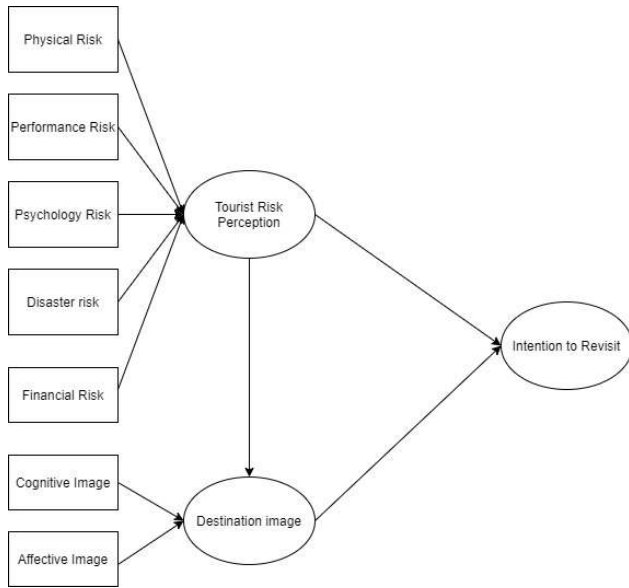 Physical Risk
Performance Risk
Psychology Risk
Tourist Risk
Perception
Disaster risk
Intention to Revisit
Financial Risk
Cognitive Image
Destination image
Affective Image